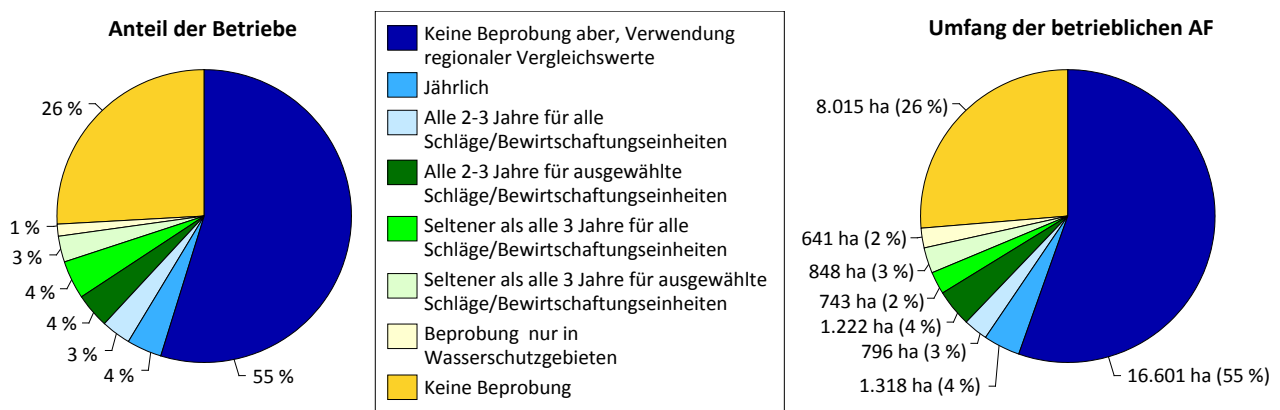 Anteil der Betriebe
26 %
1 %
3 %
4 %
4 %
3 %
4 %
55 %
Keine Beprobung aber, Verwendung
regionaler Vergleichswerte
Jährlich
Alle 2-3 Jahre für alle
Schläge/Bewirtschaftungseinheiten
Alle 2-3 Jahre für ausgewählte
Schläge/Bewirtschaftungseinheiten
Seltener als alle 3 Jahre für alle
Schläge/Bewirtschaftungseinheiten
Seltener als alle 3 Jahre für ausgewählte
Schläge/Bewirtschaftungseinheiten
Beprobung nur in
Wasserschutzgebieten
Keine Beprobung
Umfang der betrieblichen AF
8.015 ha (26 %)
641 ha (2 %)
848 ha (3 %)
743 ha (2 %)
1.222 ha (4 %)
796 ha (3 %)
1.318 ha (4 %)
16.601 ha (55 %)